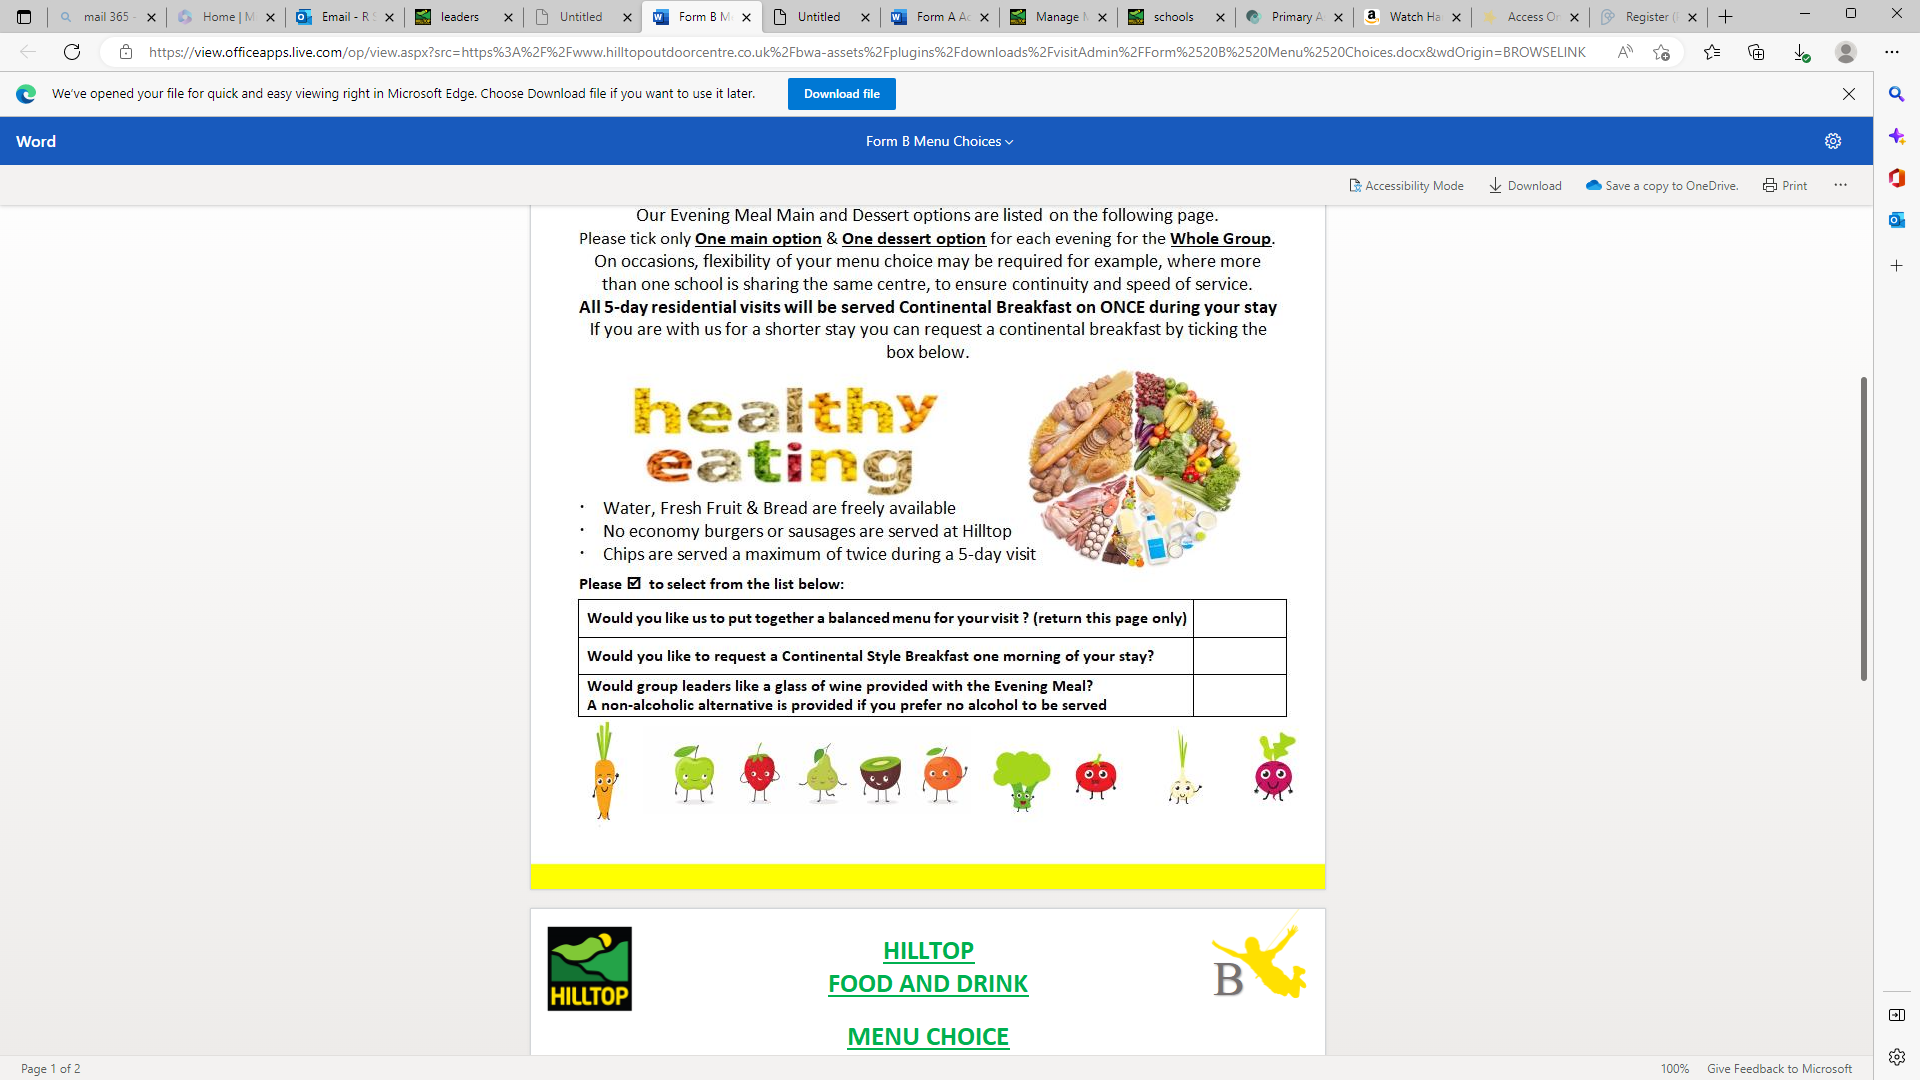 mail 365 -
Home | M
Email - R S
leaders
Untitled
Form B M
Untitled
Form A A
Manage
schools
Primary A
Watch Ha
Access Or
Register (
https://view.officeapps.live.com/op/view.aspx?src=https%3A%2F%2Fwww.hilltopoutdoorcentre.co.uk%2Fbwa-assets%2Fplugins%2Fdownloads%2FvisitAdmin%2FForm%2520B%2520Menu%2520Choices.docx&wdOrigin=BROWSELINK
We've opened your file for quick and easy viewing right in Microsoft Edge. Choose Download file if you want to use it later.
Download file
Word
Form B Menu Choices
Accessibility Mode
Download
Save a copy to OneDrive.
Print
Our Evening Meal Main and Dessert options are listed on the following page.
Please tick only One main option & One dessert option for each evening for the Whole Group.
On occasions, flexibility of your menu choice may be required for example, where more
than one school is sharing the same centre, to ensure continuity and speed of service.
All 5-day residential visits will be served Continental Breakfast on ONCE during your stay
If you are with us for a shorter stay you can request a continental breakfast by ticking the
box below.
healthy
eating
· Water, Fresh Fruit & Bread are freely available
· No economy burgers or sausages are served at Hilltop
· Chips are served a maximum of twice during a 5-day visit
Please ☑ to select from the list below:
Would you like us to put together a balanced menu for your visit ? (return this page only)
Would you like to request a Continental Style Breakfast one morning of your stay?
Would group leaders like a glass of wine provided with the Evening Meal?
A non-alcoholic alternative is provided if you prefer no alcohol to be served
HILLTOP
HILLTOP
FOOD AND DRINK
MENU CHOICE
B
Page 1 of 2
100%
Give Feedback to Microsoft